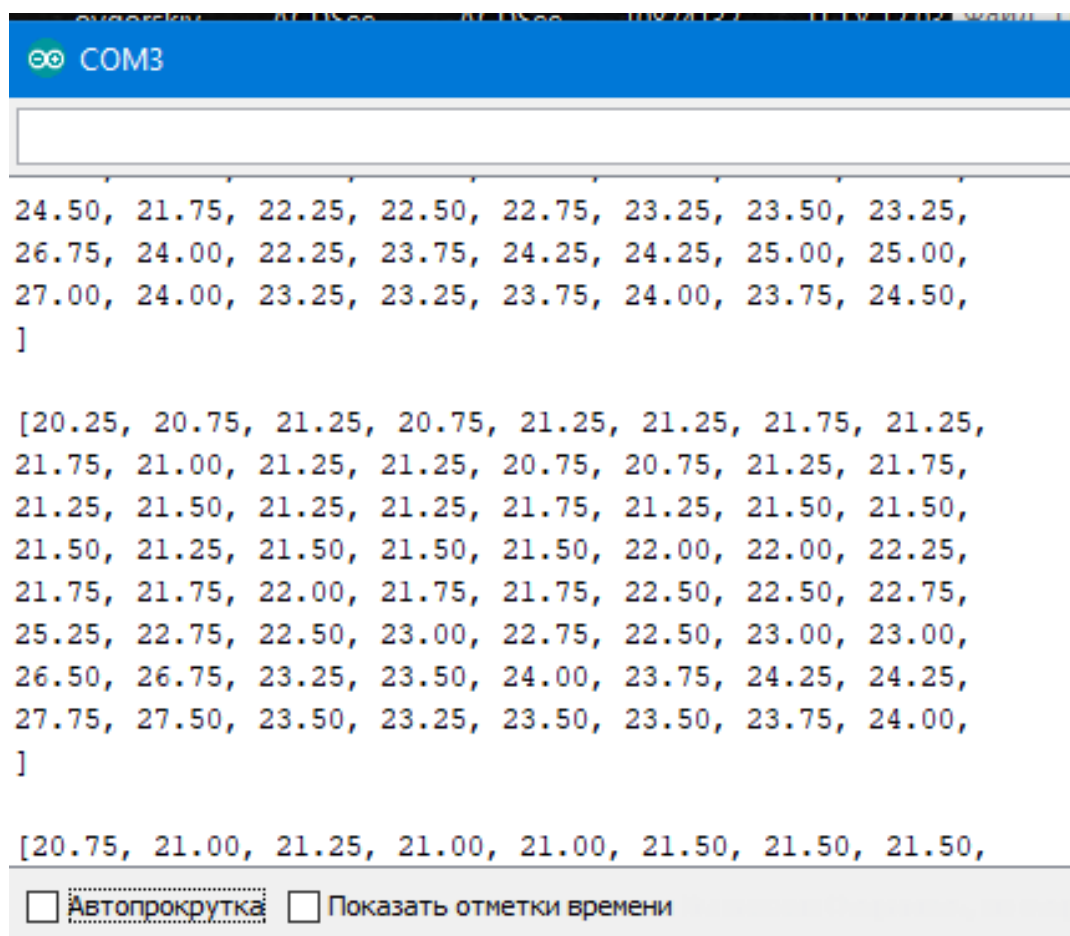 COM3
24.50, 21.75, 22.25, 22.50, 22.75, 23.25, 23.50, 23.25,
26.75, 24.00, 22.25, 23.75, 24.25, 24.25, 25.00, 25.00,
27.00, 24.00, 23.25, 23.25, 23.75, 24.00, 23.75, 24.50,
]
[20.25, 20.75, 21.25, 20.75, 21.25, 21.25, 21.75, 21.25,
21.75, 21.00, 21.25, 21.25, 20.75, 20.75, 21.25, 21.75,
21.25, 21.50, 21.25, 21.25, 21.75, 21.25, 21.50, 21.50,
21.50, 21.25, 21.50, 21.50, 21.50, 22.00, 22.00, 22.25,
21.75, 21.75, 22.00, 21.75, 21.75, 22.50, 22.50, 22.75,
25.25, 22.75, 22.50, 23.00, 22.75, 22.50, 23.00, 23.00,
26.50, 26.75, 23.25, 23.50, 24.00, 23.75, 24.25, 24.25,
27.75, 27.50, 23.50, 23.25, 23.50, 23.50, 23.75, 24.00,
]
[20.75, 21.00, 21.25, 21.00, 21.00, 21.50, 21.50, 21.50,
Автопрокрутка Показать отметки времени